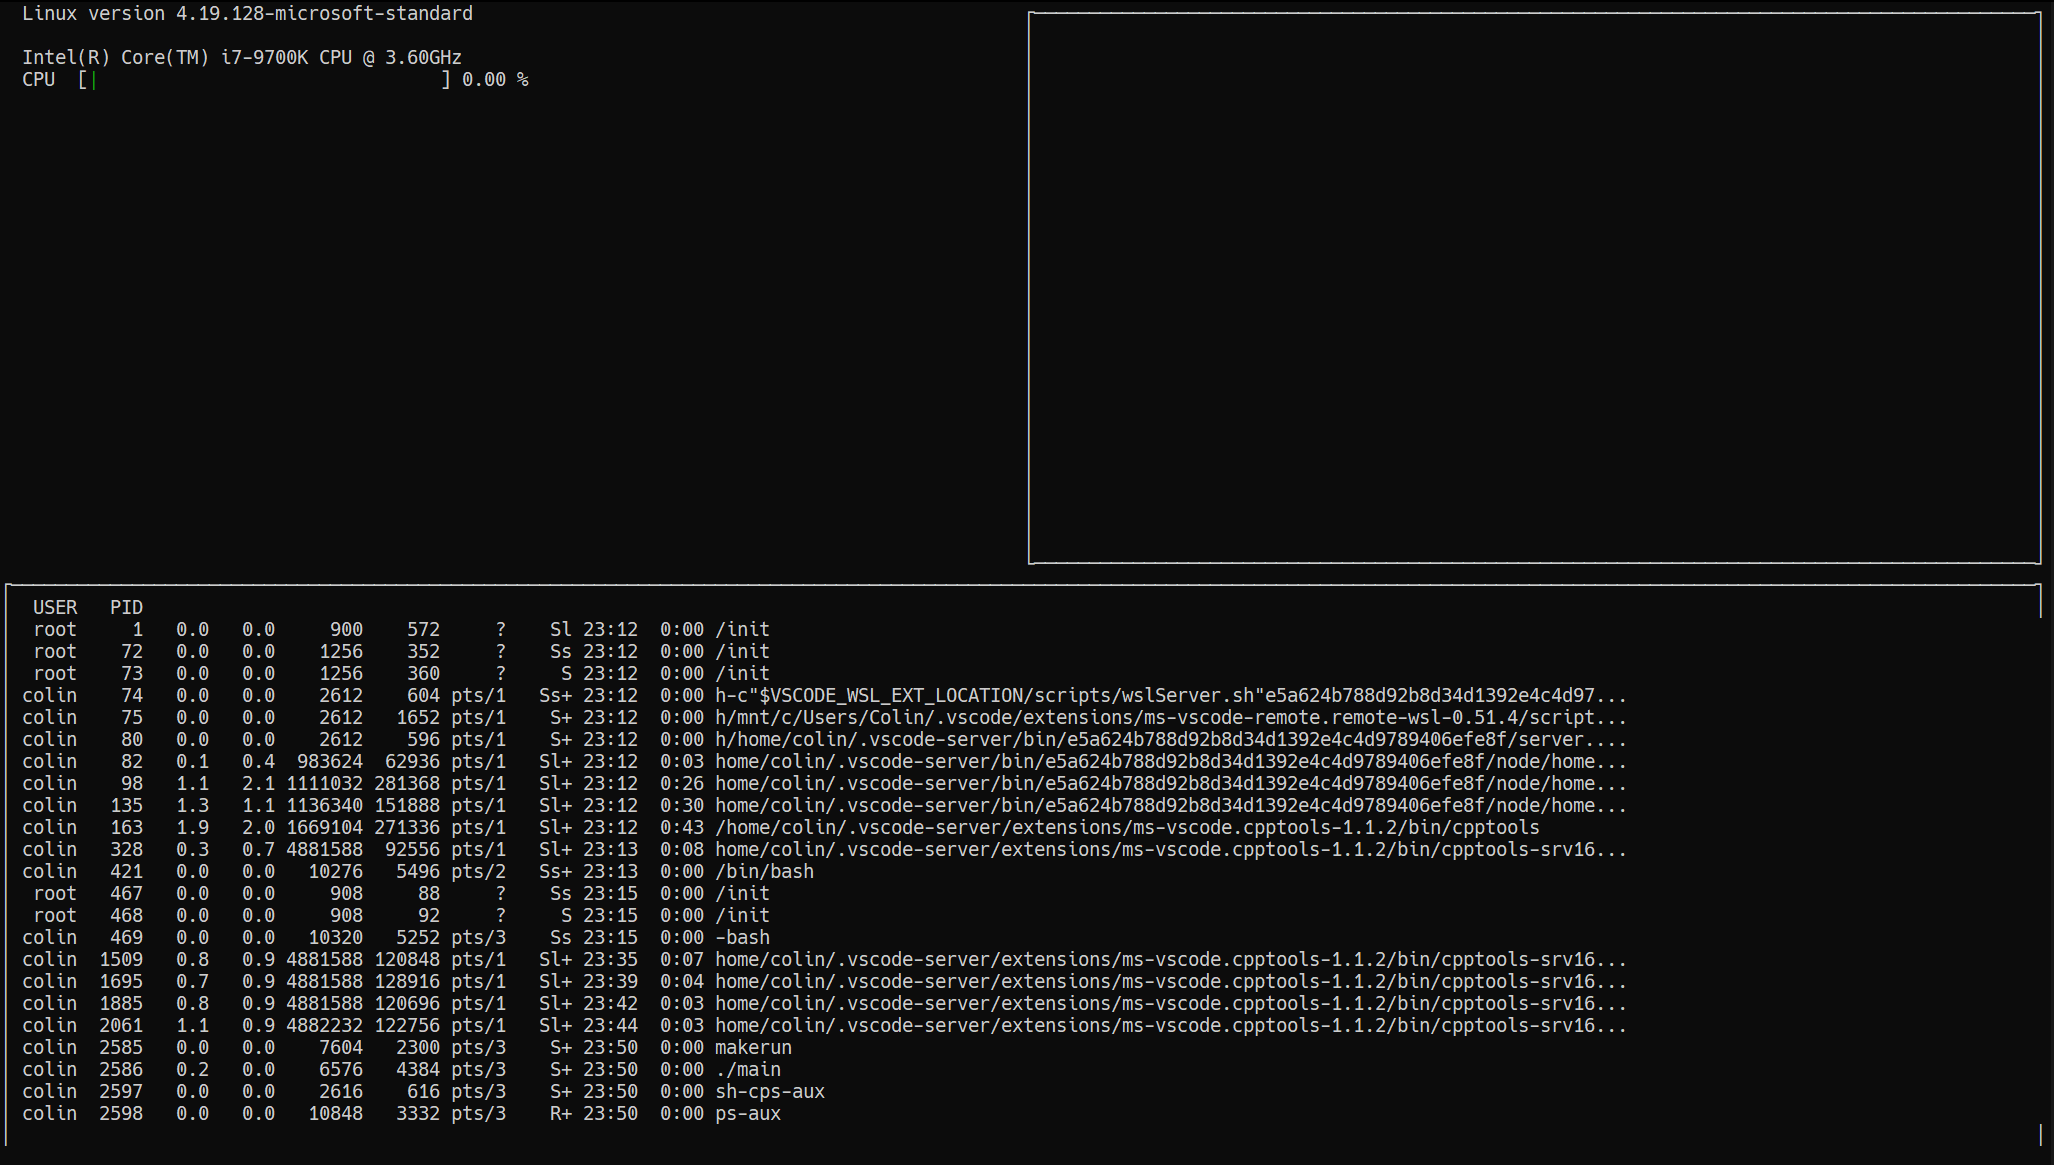 Linux version 4.19.128-microsoft-standard
Intel(R) Core(TM) i7-9700K CPU @ 3.60GHz
CPU [| ] 0.00 %
USER PID
root 1 0.0 0.0 900 572 ? Sl 23:12 0:00 /init
root 72 0.0 0.0 1256 352 ? Ss 23:12 0:00 /init
root 73 0.0 0.0 1256 360 ? S 23:12 0:00 /init
colin 74 0.0 0.0 2612 604 pts/1 Ss+ 23:12 0:00 h-c"$VSCODE_WSL_EXT_LOCATION/scripts/wslServer.sh"e5a624b788d92b8d34d1392e4c4d97...
colin 75 0.0 0.0 2612 1652 pts/1 S+ 23:12 0:00 h/mnt/c/Users/Colin/.vscode/extensions/ms-vscode-remote.remote-wsl-0.51.4/script...
colin 80 0.0 0.0 2612 596 pts/1 S+ 23:12 0:00 h/home/colin/.vscode-server/bin/e5a624b788d92b8d34d1392e4c4d9789406efe8f/server....
colin 82 0.1 0.4 983624 62936 pts/1 Sl+ 23:12 0:03 home/colin/.vscode-server/bin/e5a624b788d92b8d34d1392e4c4d9789406efe8f/node/home...
colin 98 1.1 2.1 1111032 281368 pts/1 Sl+ 23:12 0:26 home/colin/.vscode-server/bin/e5a624b788d92b8d34d1392e4c4d9789406efe8f/node/home...
colin 135 1.3 1.1 1136340 151888 pts/1 Sl+ 23:12 0:30 home/colin/.vscode-server/bin/e5a624b788d92b8d34d1392e4c4d9789406efe8f/node/home...
colin 163 1.9 2.0 1669104 271336 pts/1 Sl+ 23:12 0:43 /home/colin/.vscode-server/extensions/ms-vscode.cpptools-1.1.2/bin/cpptools
colin 328 0.3 0.7 4881588 92556 pts/1 Sl+ 23:13 0:08 home/colin/.vscode-server/extensions/ms-vscode.cpptools-1.1.2/bin/cpptools-srv16...
colin 421 0.0 0.0 10276 5496 pts/2 Ss+ 23:13 0:00 /bin/bash
root 467 0.0 0.0 908 88 ? Ss 23:15 0:00 /init
root 468 0.0 0.0 908 92 ? S 23:15 0:00 /init
colin 469 0.0 0.0 10320 5252 pts/3 Ss 23:15 0:00 -bash
colin 1509 0.8 0.9 4881588 120848 pts/1 Sl+ 23:35 0:07 home/colin/.vscode-server/extensions/ms-vscode.cpptools-1.1.2/bin/cpptools-srv16...
colin 1695 0.7 0.9 4881588 128916 pts/1 Sl+ 23:39 0:04 home/colin/.vscode-server/extensions/ms-vscode.cpptools-1.1.2/bin/cpptools-srv16...
colin 1885 0.8 0.9 4881588 120696 pts/1 Sl+ 23:42 0:03 home/colin/.vscode-server/extensions/ms-vscode.cpptools-1.1.2/bin/cpptools-srv16...
colin 2061 1.1 0.9 4882232 122756 pts/1 Sl+ 23:44 0:03 home/colin/.vscode-server/extensions/ms-vscode.cpptools-1.1.2/bin/cpptools-srv16...
colin 2585 0.0 0.0 7604 2300 pts/3 S+ 23:50 0:00 makerun
colin 2586 0.2 0.0 6576 4384 pts/3 S+ 23:50 0:00 ./main
colin 2597 0.0 0.0 2616 616 pts/3 S+ 23:50 0:00 sh-cps-aux
colin 2598 0.0 0.0 10848 3332 pts/3 R+ 23:50 0:00 ps-aux